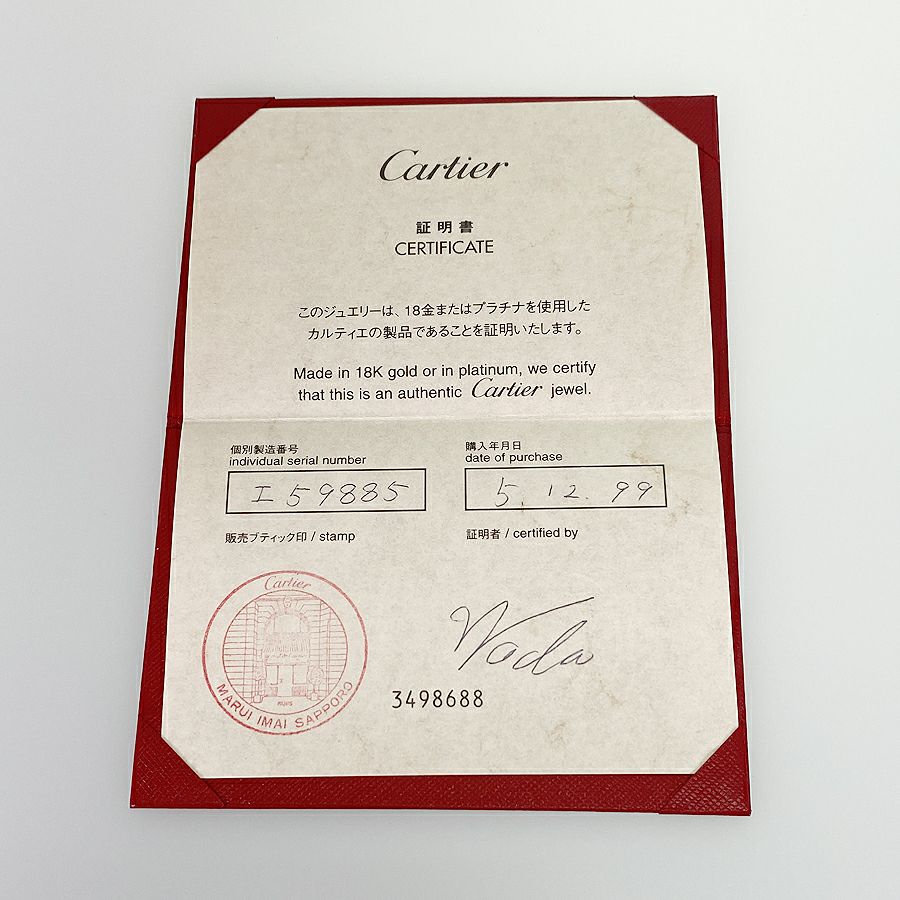 Cartier
証明書
CERTIFICATE
このジュエリーは、18金またはプラチナを使用した
カルティエの製品であることを証明いたします。
Made in 18K gold or in platinum, we certify
that this is an authentic Cartier jewel.
個別製造番号
individual serial number
I 59885
購入年月日
date of purchase
5. 12. 99
販売ブティック印 / stamp
証明者 / certified by
Cartier
PARIS
MARUI IMAI SAPPORO
Wada
3498688